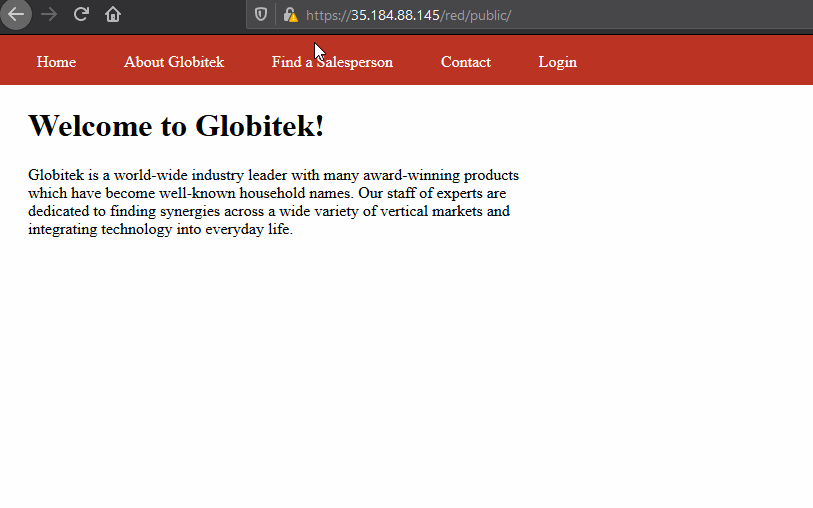 https://35.184.88.145/red/public/
Home About Globitek Find a Salesperson Contact Login
Welcome to Globitek!
Globitek is a world-wide industry leader with many award-winning products
which have become well-known household names. Our staff of experts are
dedicated to finding synergies across a wide variety of vertical markets and
integrating technology into everyday life.